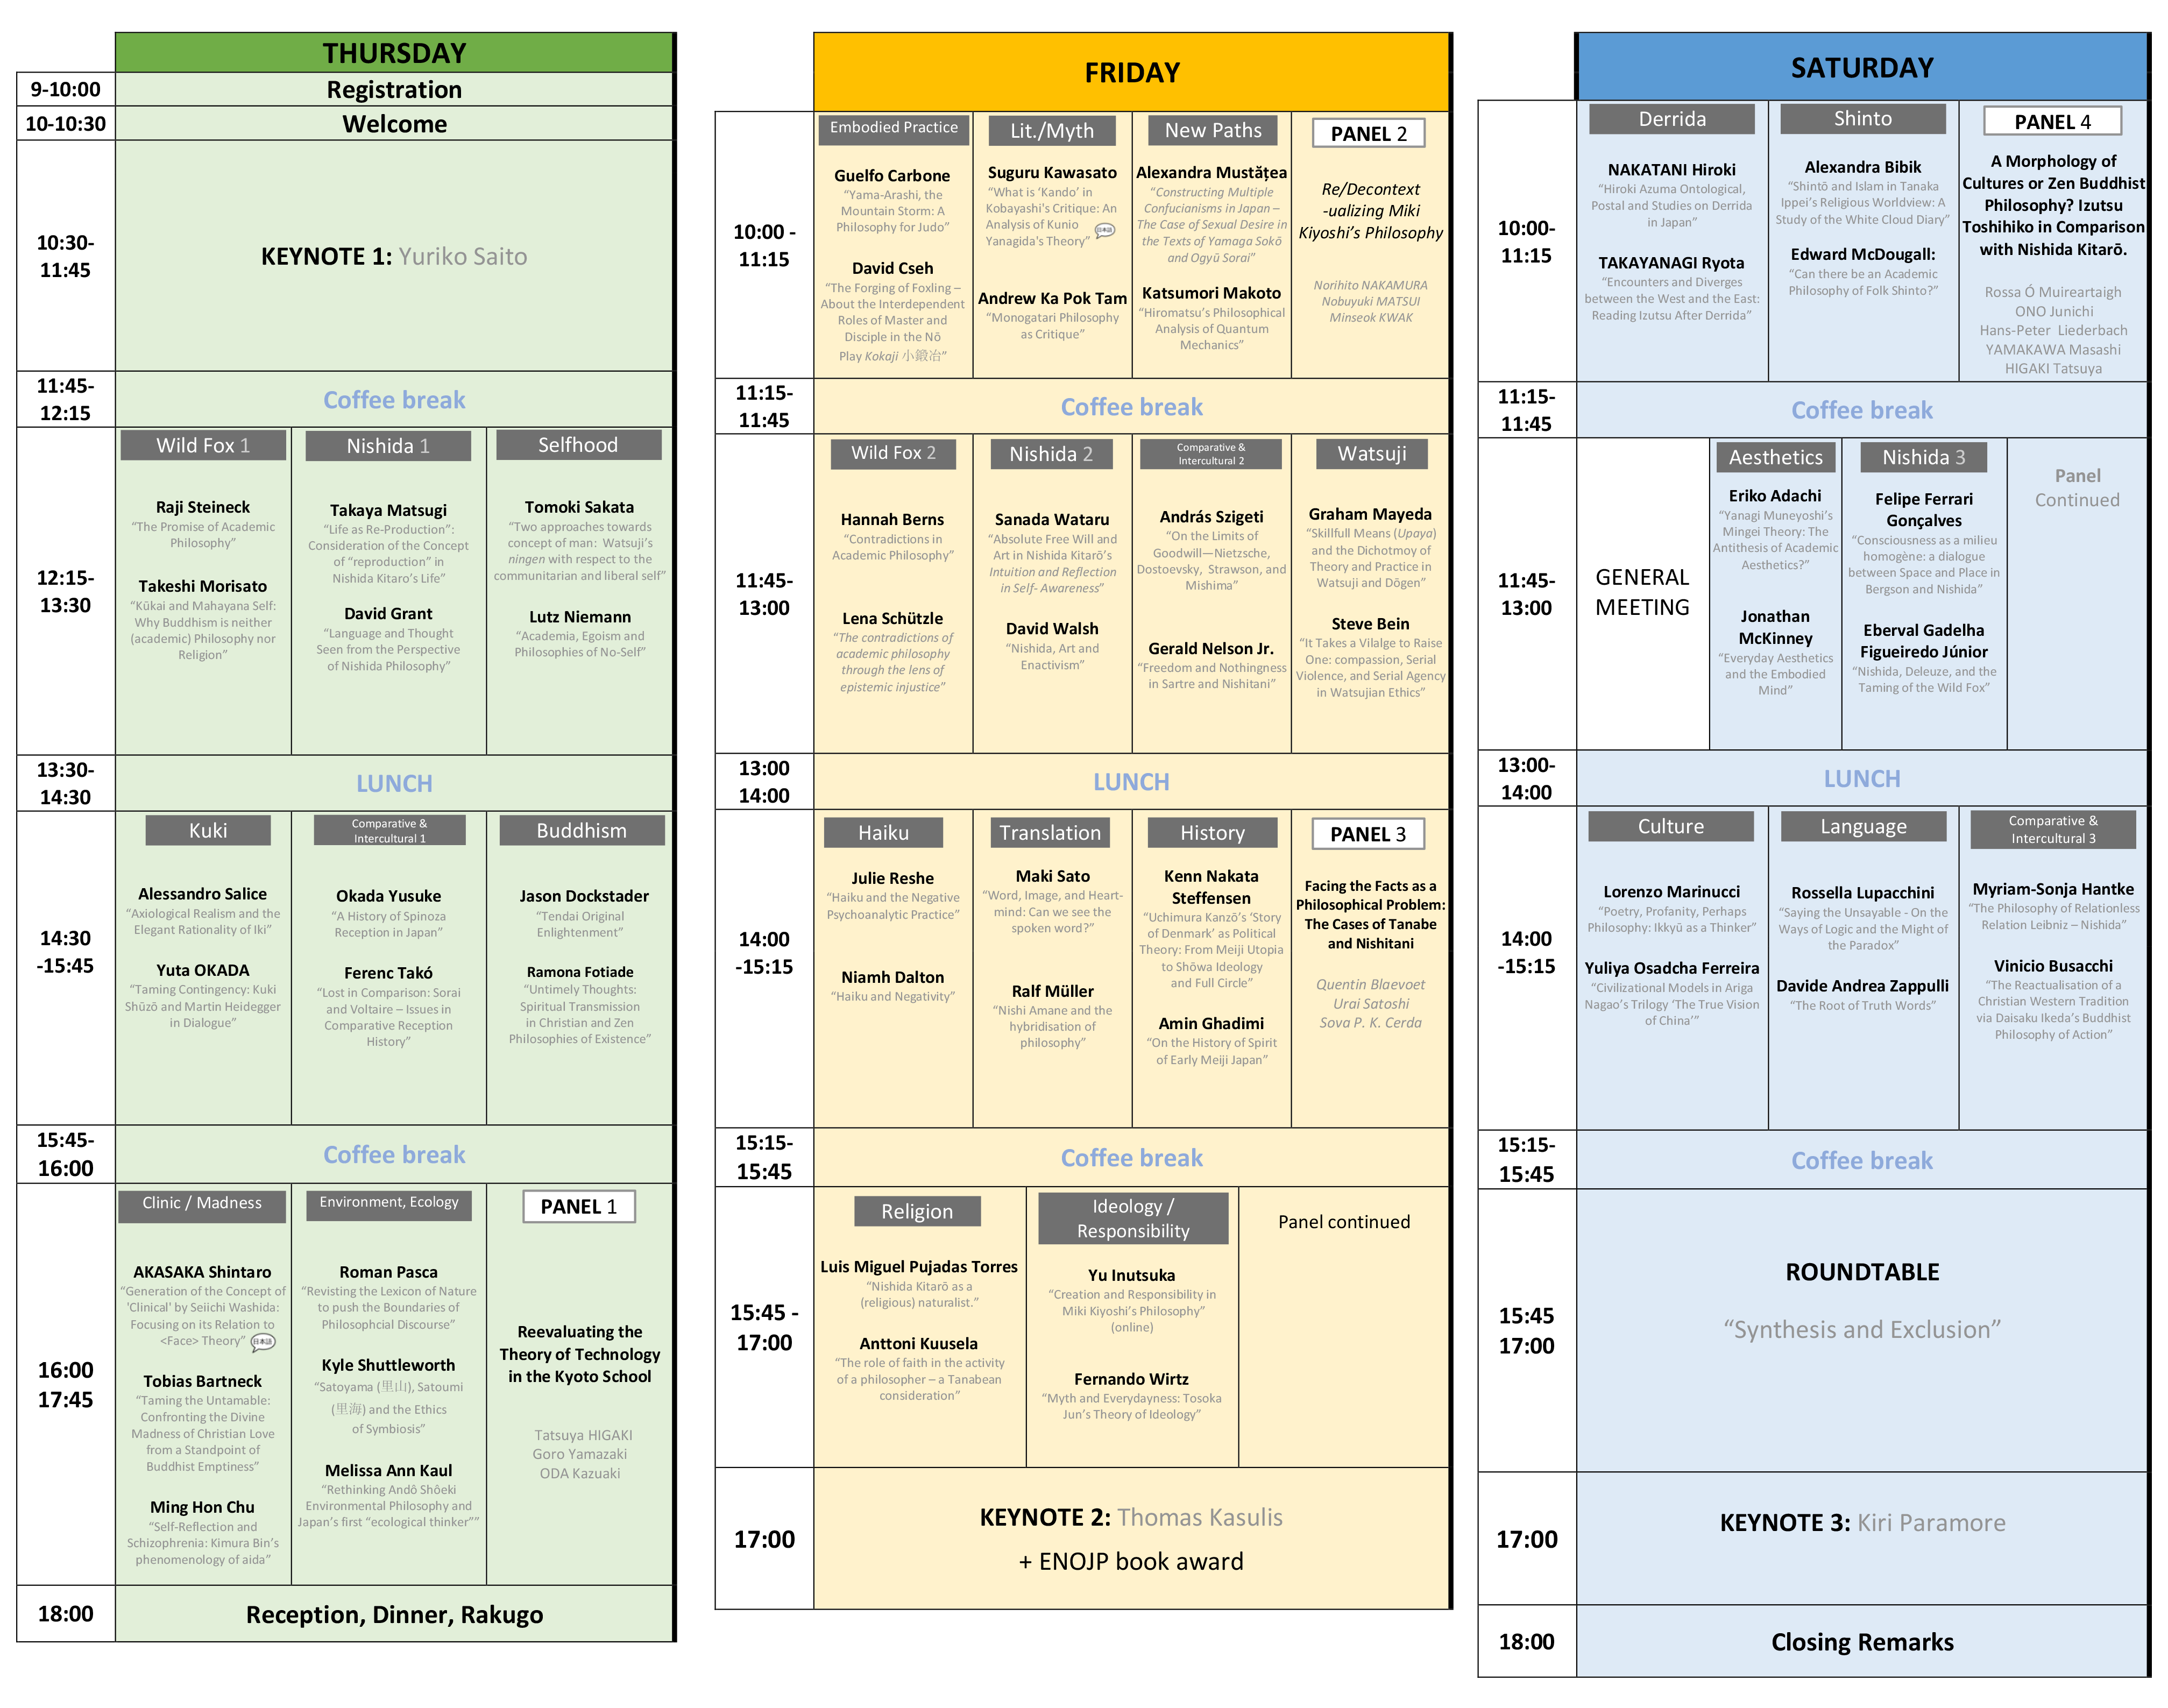 THURSDAY
9-10:00
Registration
10-10:30
Welcome
10:30-
11:45
KEYNOTE 1: Yuriko Saito
11:45-
12:15
Coffee break
12:15-
13:30
Wild Fox 1
Raji Steineck
“The Promise of Academic
Philosophy”
Takeshi Morisato
“Kūkai and Mahayana Self:
Why Buddhism is neither
(academic) Philosophy nor
Religion”
Nishida 1
Takaya Matsugi
“Life as Re-Production”:
Consideration of the Concept
of “reproduction” in
Nishida Kitaro’s Life”
David Grant
“Language and Thought
Seen from the Perspective
of Nishida Philosophy”
Selfhood
Tomoki Sakata
“Two approaches towards
concept of man: Watsuji’s
ningen with respect to the
communitarian and liberal self”
Lutz Niemann
“Academia, Egoism and
Philosophies of No-Self”
13:30-
14:30
LUNCH
14:30
-15:45
Kuki
Alessandro Salice
“Axiological Realism and the
Elegant Rationality of Iki”
Yuta OKADA
“Taming Contingency: Kuki
Shūzō and Martin Heidegger
in Dialogue”
Comparative &
Intercultural 1
Okada Yusuke
“A History of Spinoza
Reception in Japan”
Ferenc Takó
“Lost in Comparison: Sorai
and Voltaire – Issues in
Comparative Reception
History”
Buddhism
Jason Dockstader
“Tendai Original
Enlightenment”
Ramona Fotiade
“Untimely Thoughts:
Spiritual Transmission
in Christian and Zen
Philosophies of Existence”
15:45-
16:00
Coffee break
16:00
17:45
Clinic / Madness
AKASAKA Shintaro
“Generation of the Concept of
'Clinical' by Seiichi Washida:
Focusing on its Relation to
<Face> Theory” 日本語
Tobias Bartneck
“Taming the Untamable:
Confronting the Divine
Madness of Christian Love
from a Standpoint of
Buddhist Emptiness”
Ming Hon Chu
“Self-Reflection and
Schizophrenia: Kimura Bin’s
phenomenology of aida”
Environment, Ecology
Roman Pasca
“Revisting the Lexicon of Nature
to push the Boundaries of
Philosophcial Discourse”
Kyle Shuttleworth
“Satoyama (里山), Satoumi
(里海) and the Ethics
of Symbiosis”
Melissa Ann Kaul
“Rethinking Andō Shōeki
Environmental Philosophy and
Japan’s first “ecological thinker””
PANEL 1
Reevaluating the
Theory of Technology
in the Kyoto School
Tatsuya HIGAKI
Goro Yamazaki
ODA Kazuaki
18:00
Reception, Dinner, Rakugo
FRIDAY
10:00 -
11:15
Embodied Practice
Guelfo Carbone
“Yama-Arashi, the
Mountain Storm: A
Philosophy for Judo”
David Cseh
“The Forging of Foxling –
About the Interdependent
Roles of Master and
Disciple in the Nō
Play Kokaji 小鍛冶”
Lit./Myth
Suguru Kawasato
“What is ‘Kando’ in
Kobayashi's Critique: An
Analysis of Kunio
Yanagida’s Theory” 日本語
Andrew Ka Pok Tam
“Monogatari Philosophy
as Critique”
New Paths
Alexandra Mustățea
“Constructing Multiple
Confucianisms in Japan –
The Case of Sexual Desire in
the Texts of Yamaga Sokō
and Ogyū Sorai”
Katsumori Makoto
“Hiromatsu’s Philosophical
Analysis of Quantum
Mechanics”
PANEL 2
Re/Decontext
-ualizing Miki
Kiyoshi’s Philosophy
Norihito NAKAMURA
Nobuyuki MATSUI
Minseok KWAK
11:15-
11:45
Coffee break
11:45-
13:00
Wild Fox 2
Hannah Berns
“Contradictions in
Academic Philosophy”
Lena Schützle
“The contradictions of
academic philosophy
through the lens of
epistemic injustice”
Nishida 2
Sanada Wataru
“Absolute Free Will and
Art in Nishida Kitarō’s
Intuition and Reflection
in Self- Awareness”
David Walsh
“Nishida, Art and
Enactivism”
Comparative &
Intercultural 2
András Szigeti
“On the Limits of
Goodwill—Nietzsche,
Dostoevsky, Strawson, and
Mishima”
Gerald Nelson Jr.
“Freedom and Nothingness
in Sartre and Nishitani”
Watsuji
Graham Mayeda
“Skillfull Means (Upaya)
and the Dichotmoy of
Theory and Practice in
Watsuji and Dōgen”
Steve Bein
“It Takes a Vilalge to Raise
One: compassion, Serial
Violence, and Serial Agency
in Watsujian Ethics”
13:00
14:00
LUNCH
14:00
-15:15
Haiku
Julie Reshe
“Haiku and the Negative
Psychoanalytic Practice”
Niamh Dalton
“Haiku and Negativity”
Translation
Maki Sato
“Word, Image, and Heart-
mind: Can we see the
spoken word?”
Ralf Müller
“Nishi Amane and the
hybridisation of
philosophy”
History
Kenn Nakata
Steffensen
“Uchimura Kanzō’s ‘Story
of Denmark’ as Political
Theory: From Meiji Utopia
to Shōwa Ideology
and Full Circle”
Amin Ghadimi
“On the History of Spirit
of Early Meiji Japan”
PANEL 3
Facing the Facts as a
Philosophical Problem:
The Cases of Tanabe
and Nishitani
Quentin Blaevoet
Urai Satoshi
Sova P. K. Cerda
15:15-
15:45
Coffee break
15:45 -
17:00
Religion
Luis Miguel Pujadas Torres
“Nishida Kitarō as a
(religious) naturalist.”
Anttoni Kuusela
“The role of faith in the activity
of a philosopher – a Tanabean
consideration”
Ideology /
Responsibility
Yu Inutsuka
“Creation and Responsibility in
Miki Kiyoshi’s Philosophy”
(online)
Fernando Wirtz
“Myth and Everydayness: Tosoka
Jun’s Theory of Ideology”
Panel continued
17:00
KEYNOTE 2: Thomas Kasulis
+ ENOJP book award
SATURDAY
10:00-
11:15
Derrida
NAKATANI Hiroki
“Hiroki Azuma Ontological,
Postal and Studies on Derrida
in Japan”
TAKAYANAGI Ryota
“Encounters and Diverges
between the West and the East:
Reading Izutsu After Derrida”
Shinto
Alexandra Bibik
“Shintō and Islam in Tanaka
Ippei’s Religious Worldview: A
Study of the White Cloud Diary”
Edward McDougall:
“Can there be an Academic
Philosophy of Folk Shinto?”
PANEL 4
A Morphology of
Cultures or Zen Buddhist
Philosophy? Izutsu
Toshihiko in Comparison
with Nishida Kitarō.
Rossa Ó Muireartaigh
ONO Junichi
Hans-Peter Liederbach
YAMAKAWA Masashi
HIGAKI Tatsuya
11:15-
11:45
Coffee break
11:45-
13:00
GENERAL
MEETING
Aesthetics
Eriko Adachi
“Yanagi Muneyoshi’s
Mingei Theory: The
Antithesis of Academic
Aesthetics?”
Jonathan
McKinney
“Everyday Aesthetics
and the Embodied
Mind”
Nishida 3
Felipe Ferrari
Gonçalves
“Consciousness as a milieu
homogène: a dialogue
between Space and Place in
Bergson and Nishida”
Eberval Gadelha
Figueiredo Júnior
“Nishida, Deleuze, and the
Taming of the Wild Fox”
Panel
Continued
13:00-
14:00
LUNCH
14:00
-15:15
Culture
Lorenzo Marinucci
“Poetry, Profanity, Perhaps
Philosophy: Ikkyū as a Thinker”
Yuliya Osadcha Ferreira
“Civilizational Models in Ariga
Nagao’s Trilogy ‘The True Vision
of China’”
Language
Rossella Lupacchini
“Saying the Unsayable - On the
Ways of Logic and the Might of
the Paradox”
Davide Andrea Zappulli
“The Root of Truth Words”
Comparative &
Intercultural 3
Myriam-Sonja Hantke
“The Philosophy of Relationless
Relation Leibniz – Nishida”
Vinicio Busacchi
“The Reactualisation of a
Christian Western Tradition
via Daisaku Ikeda’s Buddhist
Philosophy of Action”
15:15-
15:45
Coffee break
15:45
17:00
ROUNDTABLE
“Synthesis and Exclusion”
17:00
KEYNOTE 3: Kiri Paramore
18:00
Closing Remarks